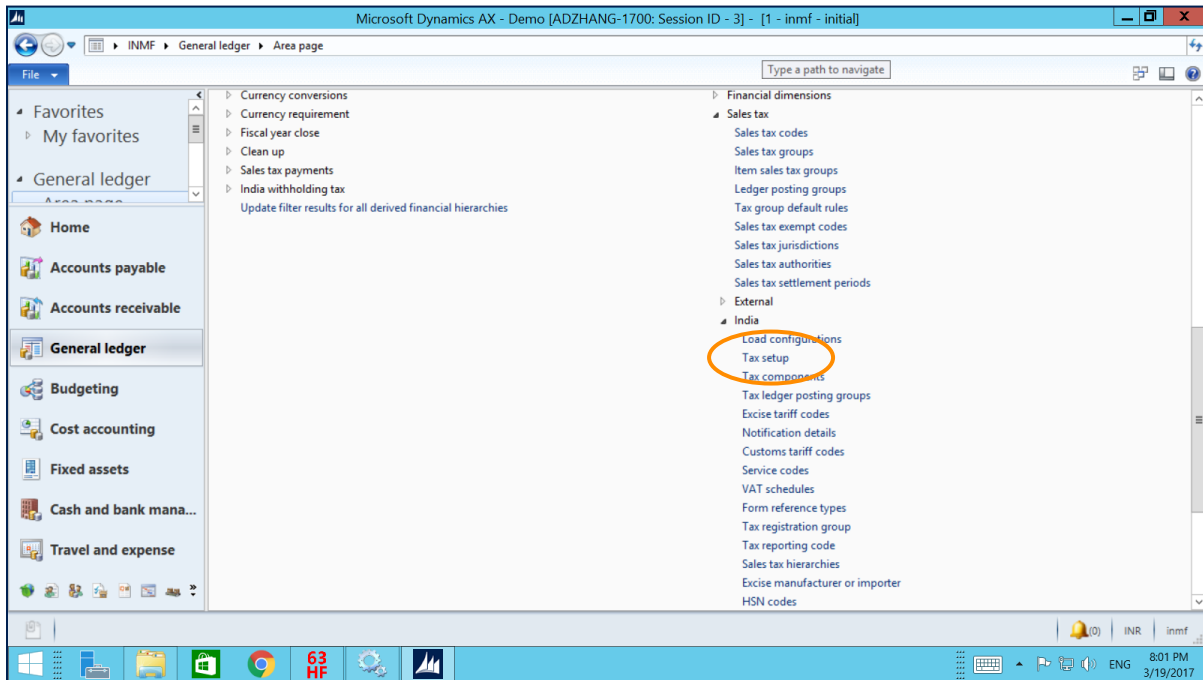 Microsoft Dynamics AX - Demo [ADZHANG-1700: Session ID - 3] - [1 - inmf - initial]
INMF General ledger Area page
File
Type a path to navigate
Favorites
My favorites
General ledger
Area page
Home
Accounts payable
Accounts receivable
General ledger
Budgeting
Cost accounting
Fixed assets
Cash and bank mana...
Travel and expense
Currency conversions
Currency requirement
Fiscal year close
Clean up
Sales tax payments
India withholding tax
Update filter results for all derived financial hierarchies
Financial dimensions
Sales tax
Sales tax codes
Sales tax groups
Item sales tax groups
Ledger posting groups
Tax group default rules
Sales tax exempt codes
Sales tax jurisdictions
Sales tax authorities
Sales tax settlement periods
External
India
Load configurations
Tax setup
Tax components
Tax ledger posting groups
Excise tariff codes
Notification details
Customs tariff codes
Service codes
VAT schedules
Form reference types
Tax registration group
Tax reporting code
Sales tax hierarchies
Excise manufacturer or importer
HSN codes
(0) INR inmf
63
HF
ENG
8:01 PM
3/19/2017